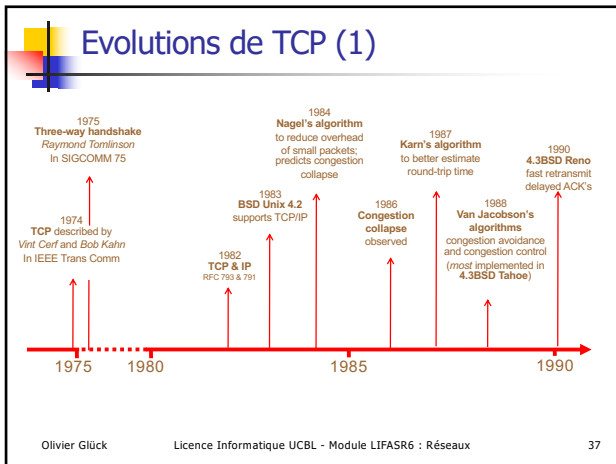 Evolutions de TCP (1)
1975
Three-way handshake
Raymond Tomlinson
In SIGCOMM 75
1974
TCP described by
Vint Cerf and Bob Kahn
In IEEE Trans Comm
1982
TCP & IP
RFC 793 & 791
1983
BSD Unix 4.2
supports TCP/IP
1984
Nagel's algorithm
to reduce overhead
of small packets;
predicts congestion
collapse
1986
Congestion
collapse
observed
1987
Karn's algorithm
to better estimate
round-trip time
1988
Van Jacobson's
algorithms
congestion avoidance
and congestion control
(most implemented in
4.3BSD Tahoe)
1990
4.3BSD Reno
fast retransmit
delayed ACK's
1975
1980
1985
1990
Olivier Glück
Licence Informatique UCBL - Module LIFASR6 : Réseaux
37